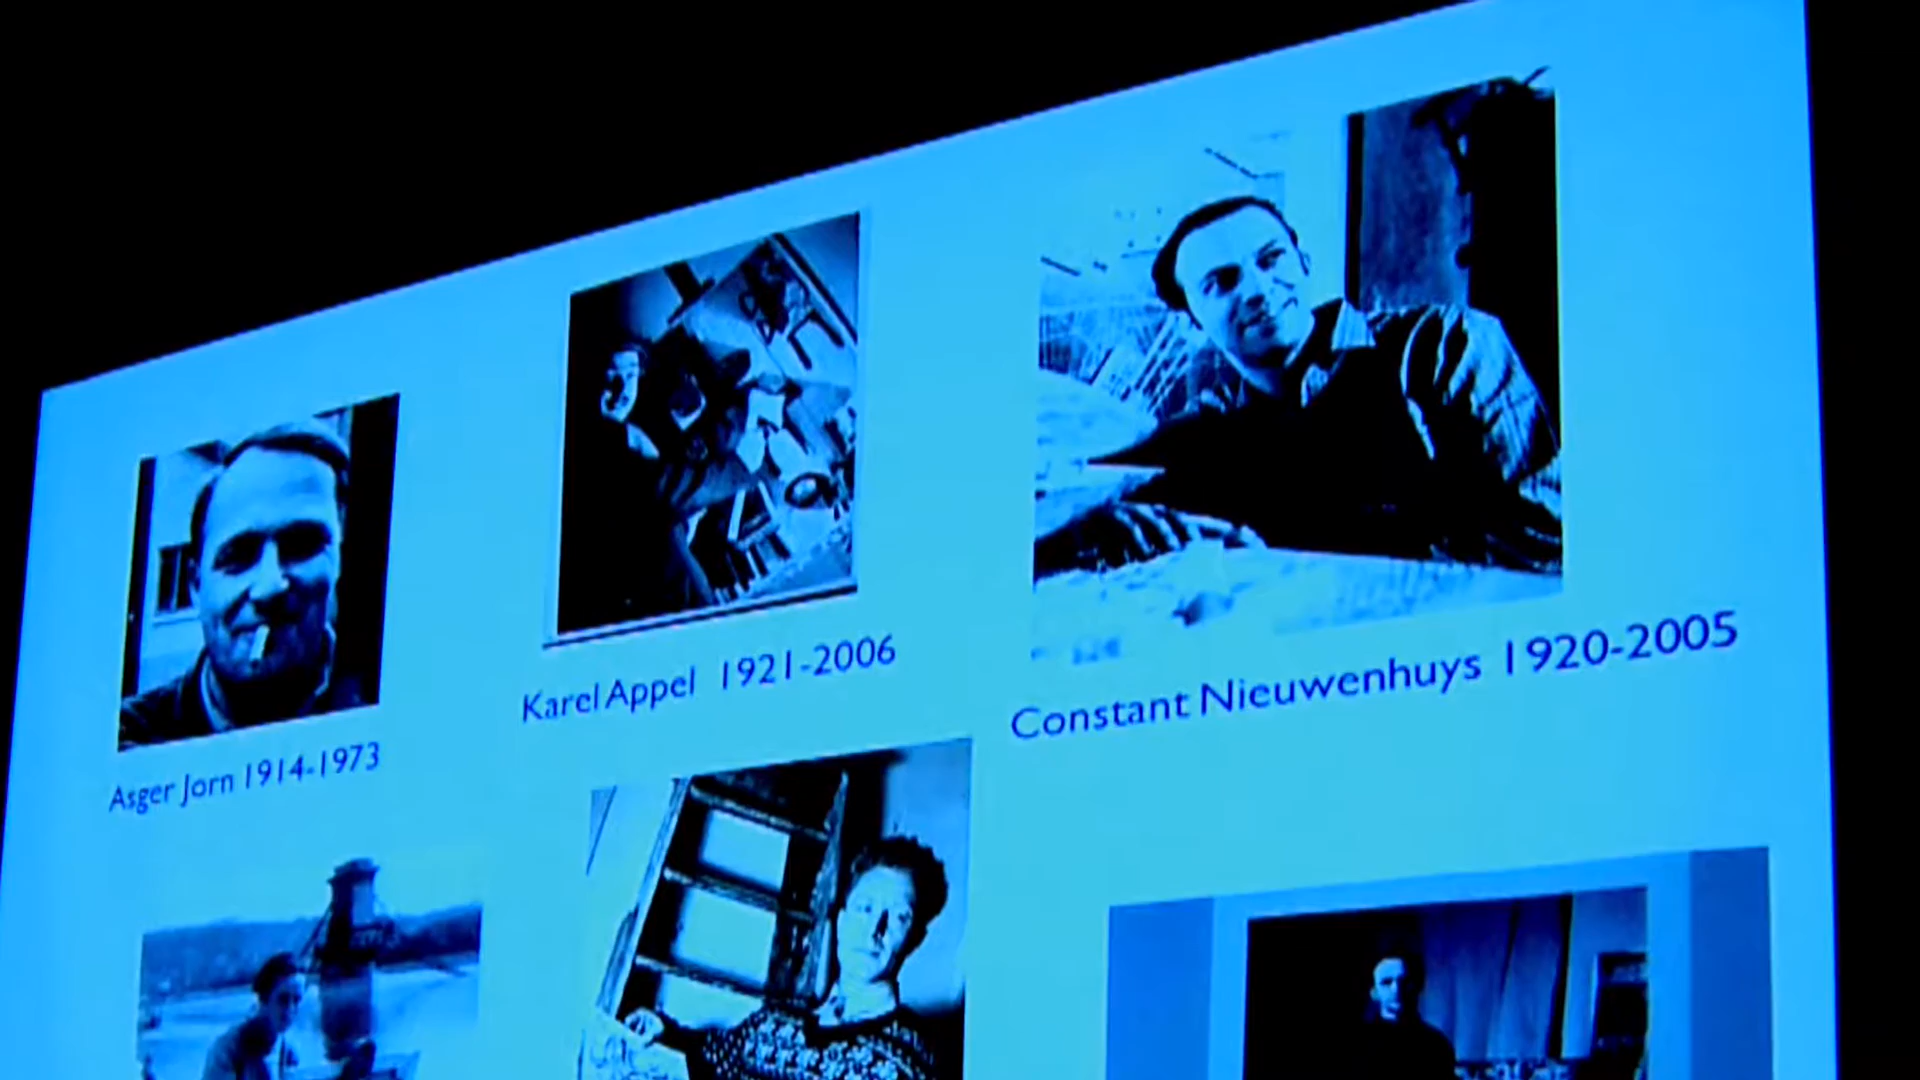 Asger Jorn 1914-1973
Karel Appel 1921-2006
Constant Nieuwenhuys 1920-2005